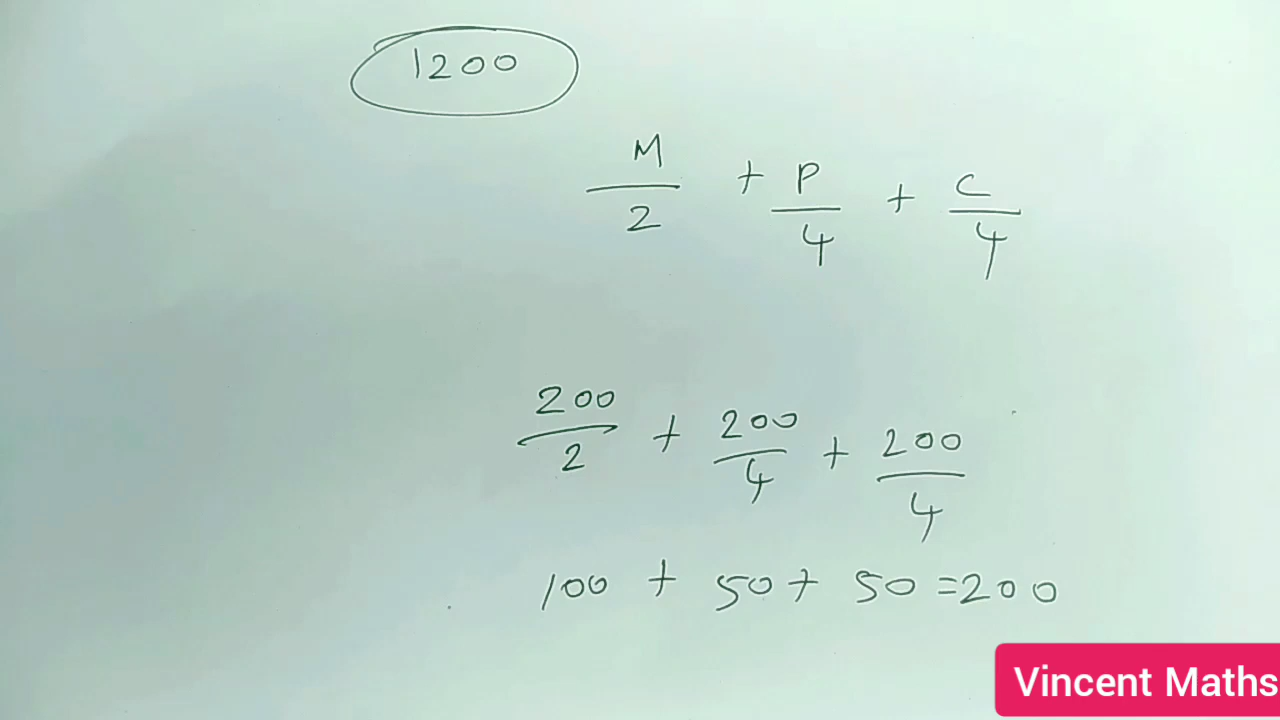 1200
M/2 + P/4 + C/4
200/2 + 200/4 + 200/4
100 + 50 + 50 = 200
Vincent Maths